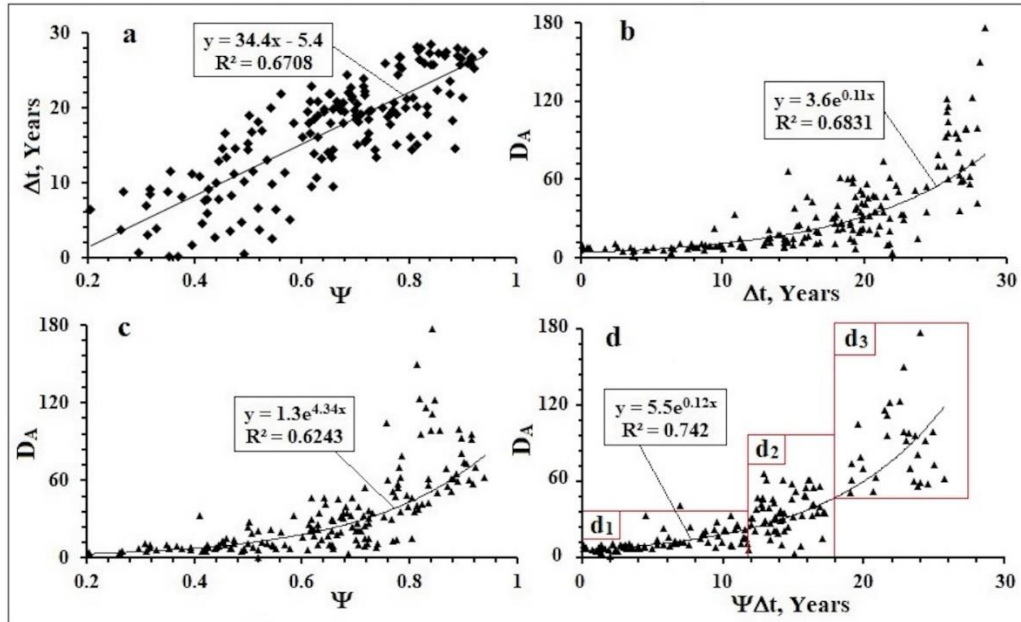 a
30
20
10
0
0.2
0.4
0.6
0.8
1
Δt, Years
Ψ
y = 34.4x - 5.4
R² = 0.6708
b
180
120
60
0
0
10
20
30
D_A
Δt, Years
y = 3.6e^0.11x
R² = 0.6831
c
180
120
60
0
0.2
0.4
0.6
0.8
1
D_A
Ψ
y = 1.3e^4.34x
R² = 0.6243
d
180
120
60
0
0
10
20
30
D_A
ΨΔt, Years
y = 5.5e^0.12x
R² = 0.742
d₁
d₂
d₃